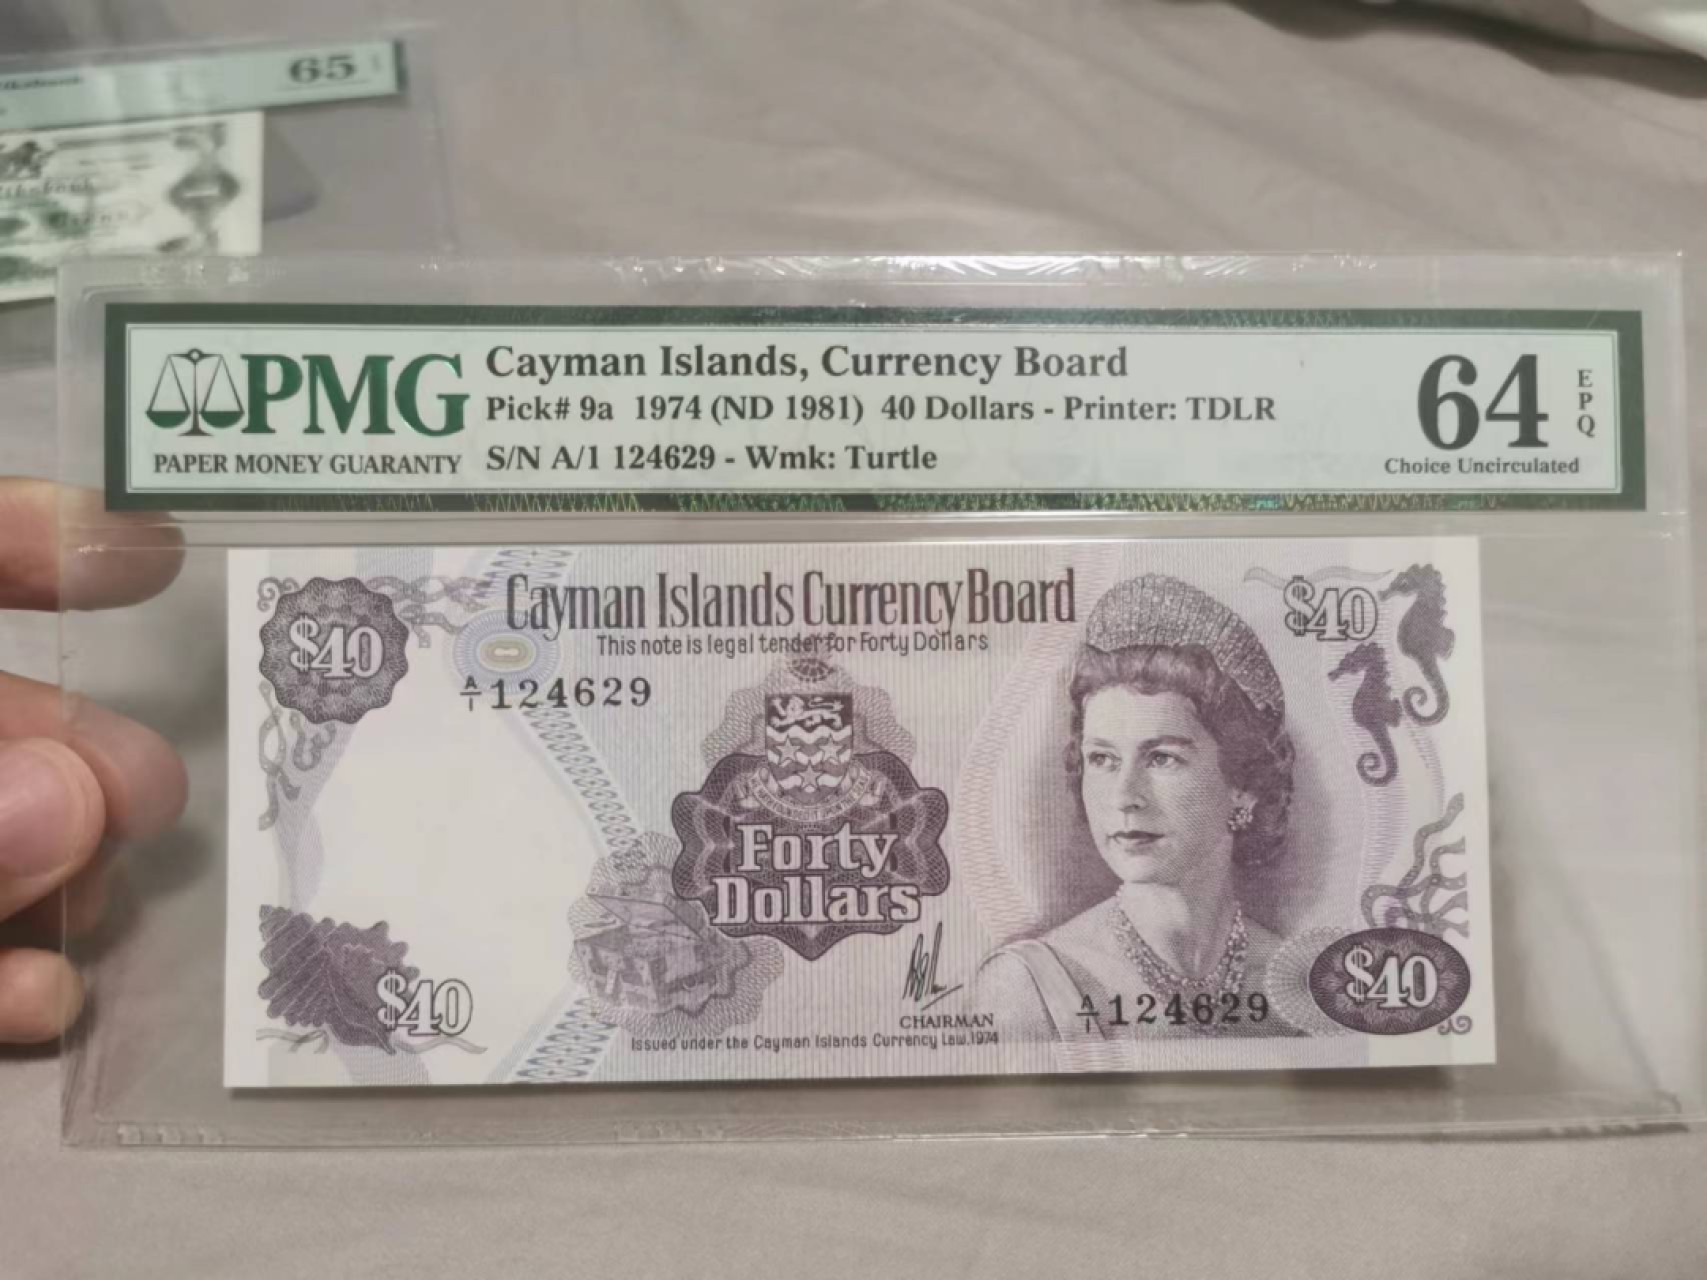 65
PMG
PAPER MONEY GUARANTY
Cayman Islands, Currency Board
Pick# 9a 1974 (ND 1981) 40 Dollars - Printer: TDLR
S/N A/1 124629 - Wmk: Turtle
64
EPQ
Choice Uncirculated
Cayman Islands Currency Board
This note is legal tender for Forty Dollars
$40
$40
A/1 124629
Forty
Dollars
$40
$40
A/1 124629
CHAIRMAN
Issued under the Cayman Islands Currency Law, 1974